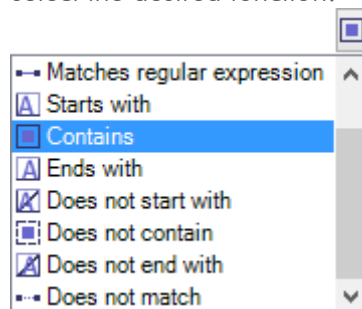 select the desired function.
Matches regular expression
Starts with
Contains
Ends with
Does not start with
Does not contain
Does not end with
Does not match